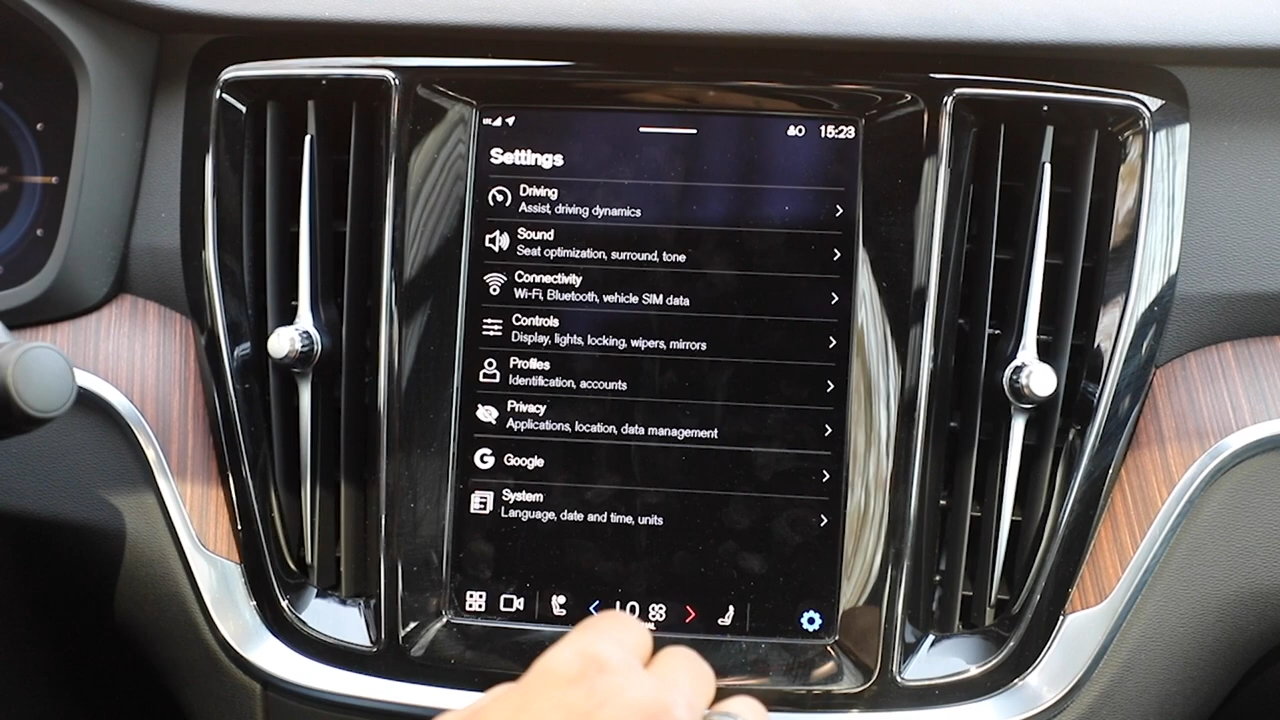 LTE
15:23
Settings
Driving
Assist, driving dynamics
Sound
Seat optimization, surround, tone
Connectivity
Wi-Fi, Bluetooth, vehicle SIM data
Controls
Display, lights, locking, wipers, mirrors
Profiles
Identification, accounts
Privacy
Applications, location, data management
G Google
System
Language, date and time, units
LO